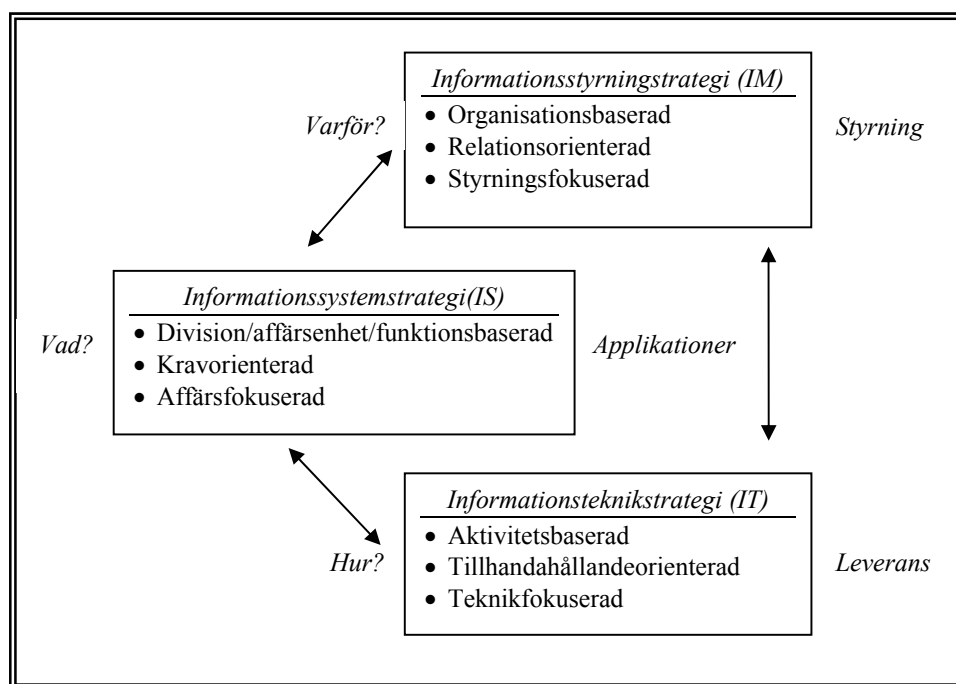 Informationsstyrningstrategi (IM)
Varför?
• Organisationsbaserad
• Relationsorienterad
• Styrningsfokuserad
Styrning
Informationssystemstrategi(IS)
Vad?
• Division/affärsenhet/funktionsbaserad
• Kravorienterad
• Affärsfokuserad
Applikationer
Informationsteknikstrategi (IT)
Hur?
• Aktivitetsbaserad
• Tillhandahållandeorienterad
• Teknikfokuserad
Leverans